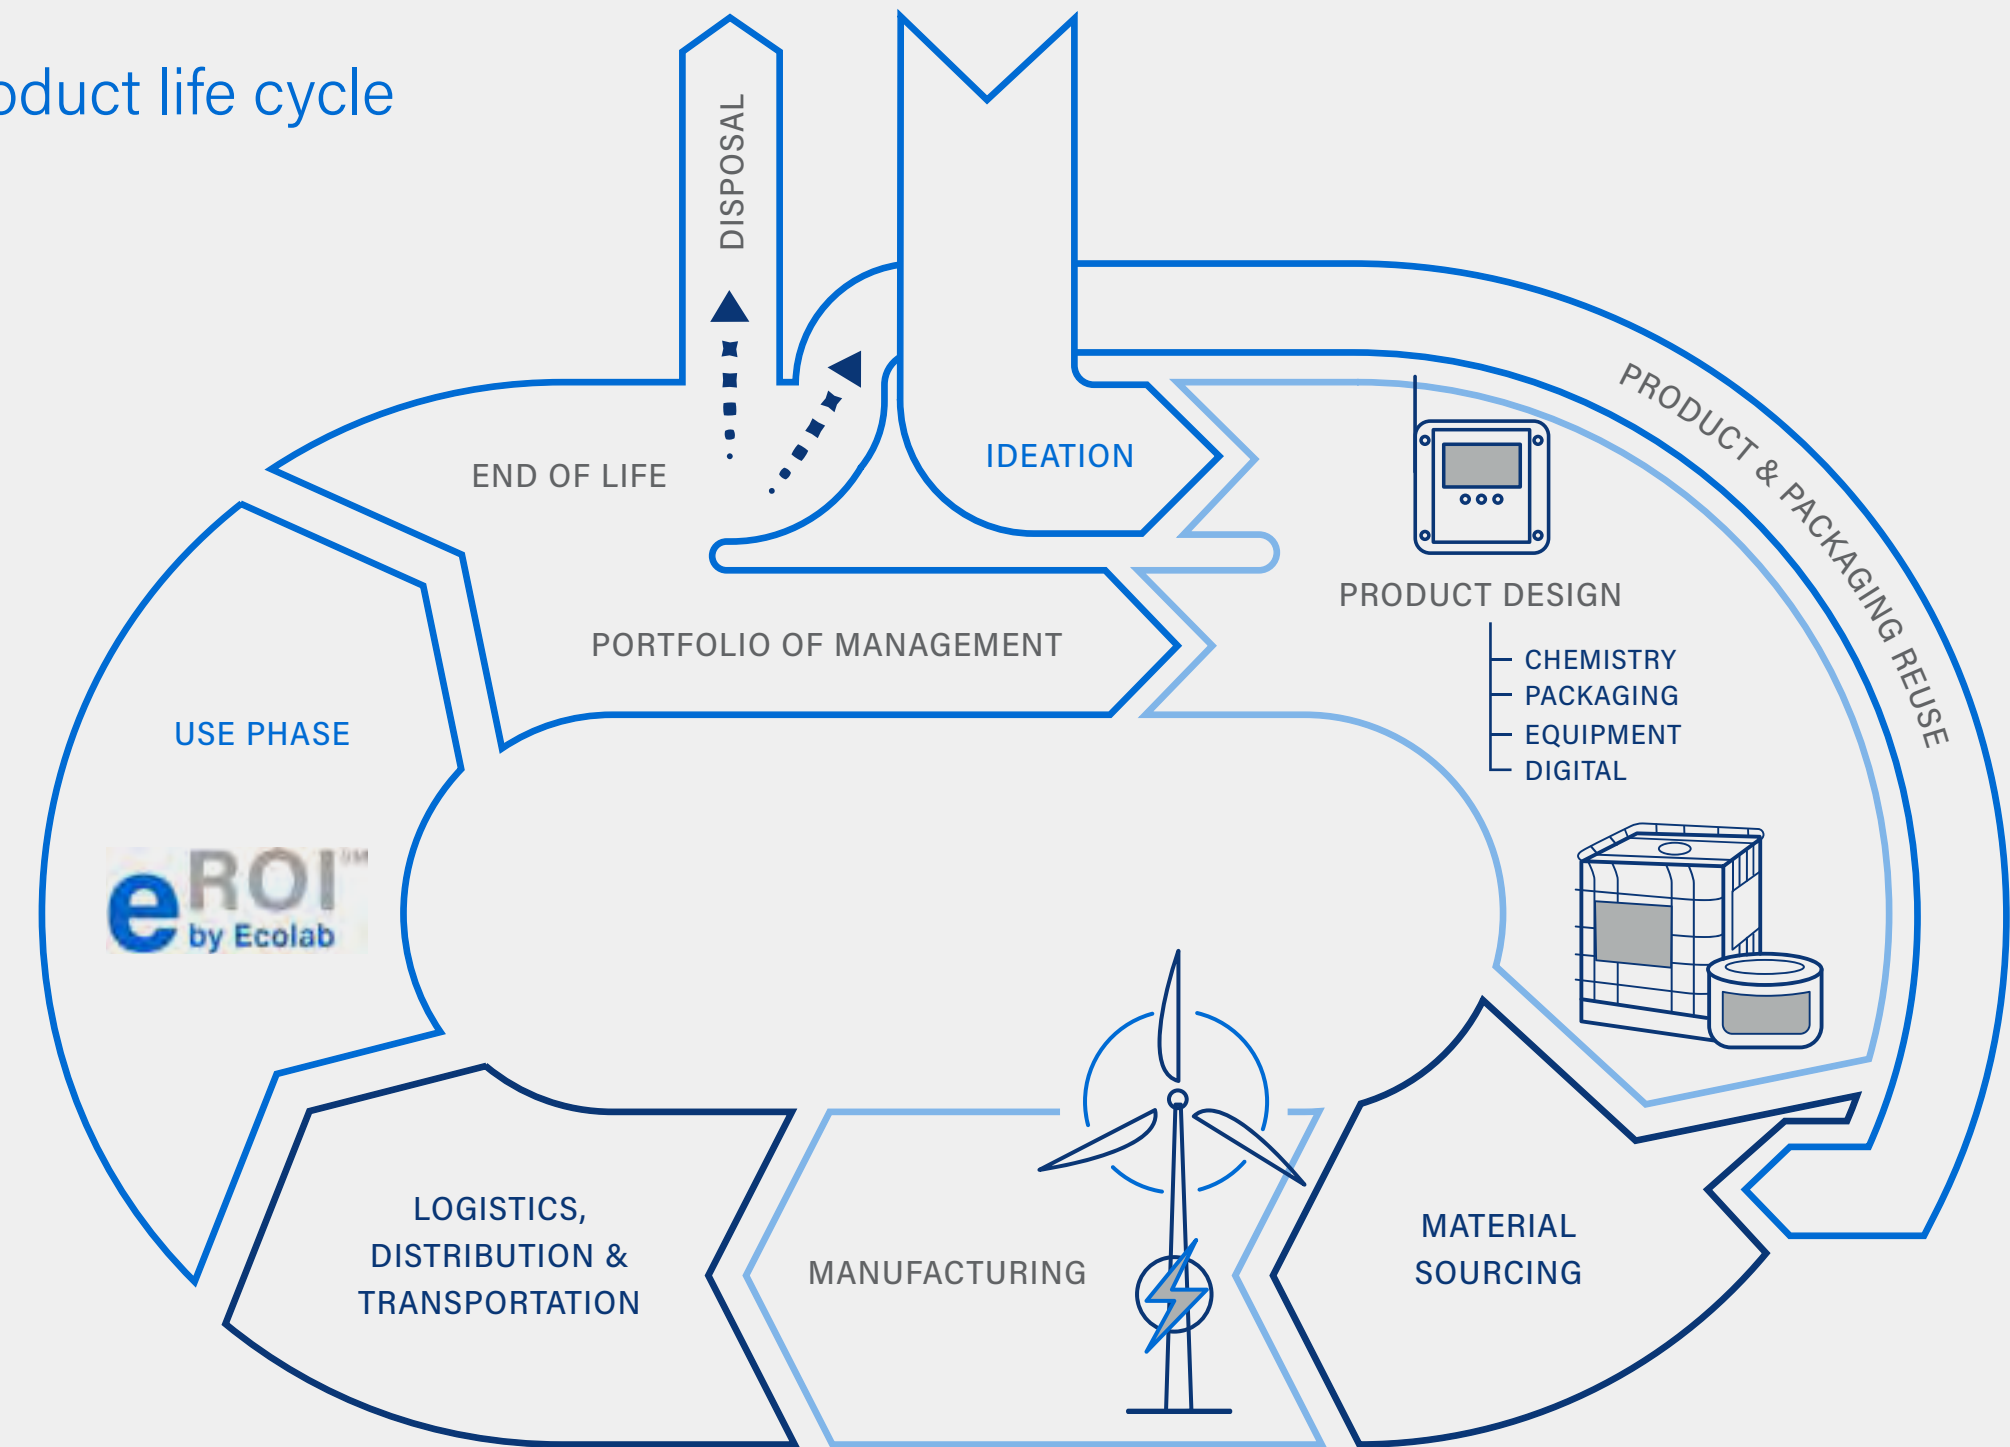 oduct life cycle
DISPOSAL
END OF LIFE
IDEATION
PRODUCT & PACKAGING REUSE
PRODUCT DESIGN
CHEMISTRY
PACKAGING
EQUIPMENT
DIGITAL
PORTFOLIO OF MANAGEMENT
USE PHASE
eROI℠
by Ecolab
LOGISTICS,
DISTRIBUTION &
TRANSPORTATION
MANUFACTURING
MATERIAL
SOURCING